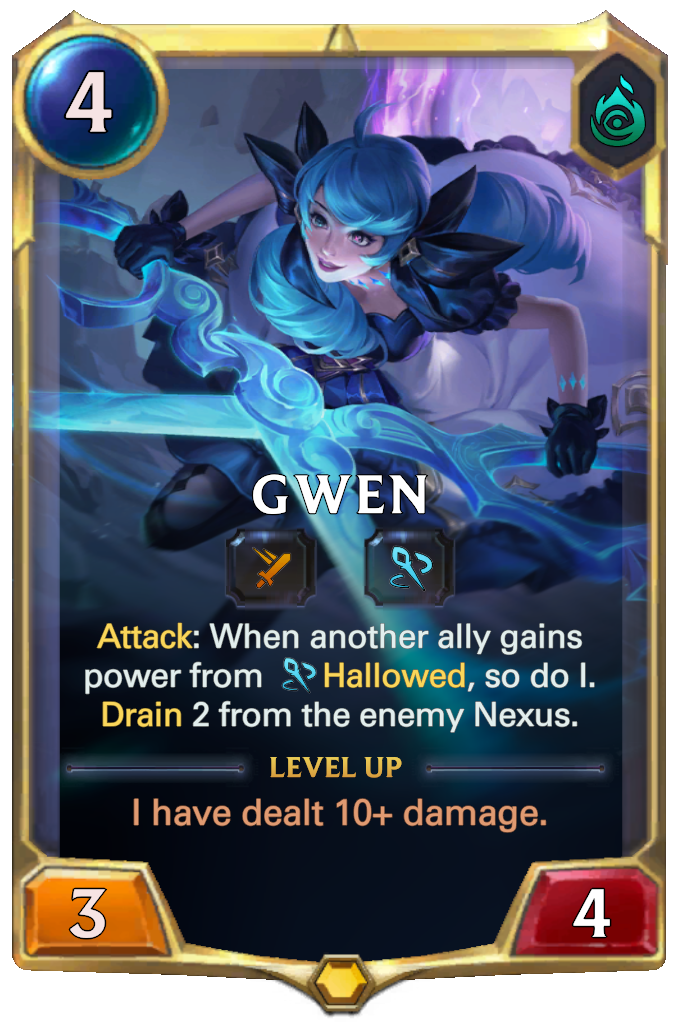 4
GWEN
Attack: When another ally gains
power from Hallowed, so do I.
Drain 2 from the enemy Nexus.
LEVEL UP
I have dealt 10+ damage.
3
4